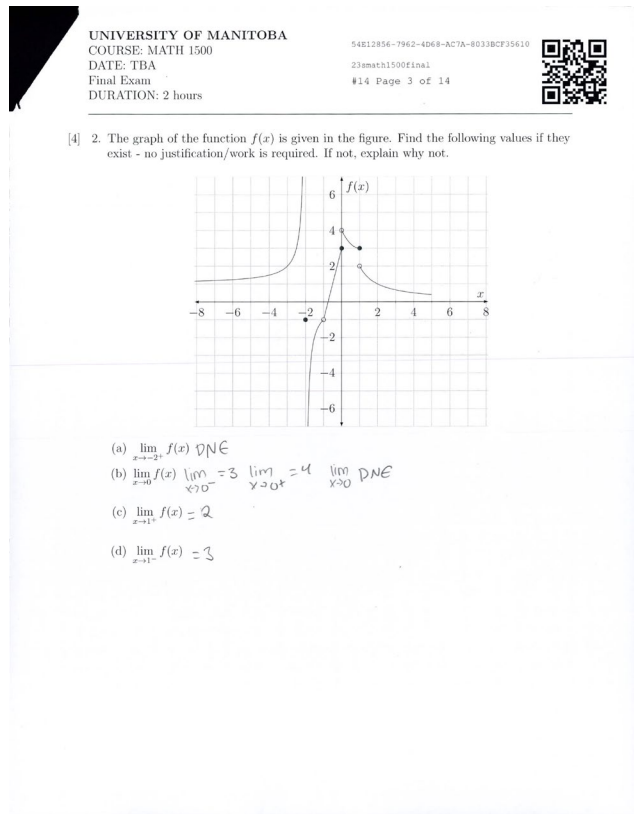 UNIVERSITY OF MANITOBA
COURSE: MATH 1500
DATE: TBA
Final Exam
DURATION: 2 hours
54E12856-7962-4D68-AC7A-8033BCF35610
23smath1500final
#14 Page 3 of 14
[4] 2. The graph of the function f(x) is given in the figure. Find the following values if they
exist - no justification/work is required. If not, explain why not.
f(x)
6
4
2
x
−8 −6 −4 −2 2 4 6 8
−2
−4
−6
(a) lim x→−2⁺ f(x) DNE
(b) lim x→0 f(x) lim x→0⁻ = 3 lim x→0⁺ = 4 lim x→0 DNE
(c) lim x→1⁺ f(x) = 2
(d) lim x→1⁻ f(x) = 3